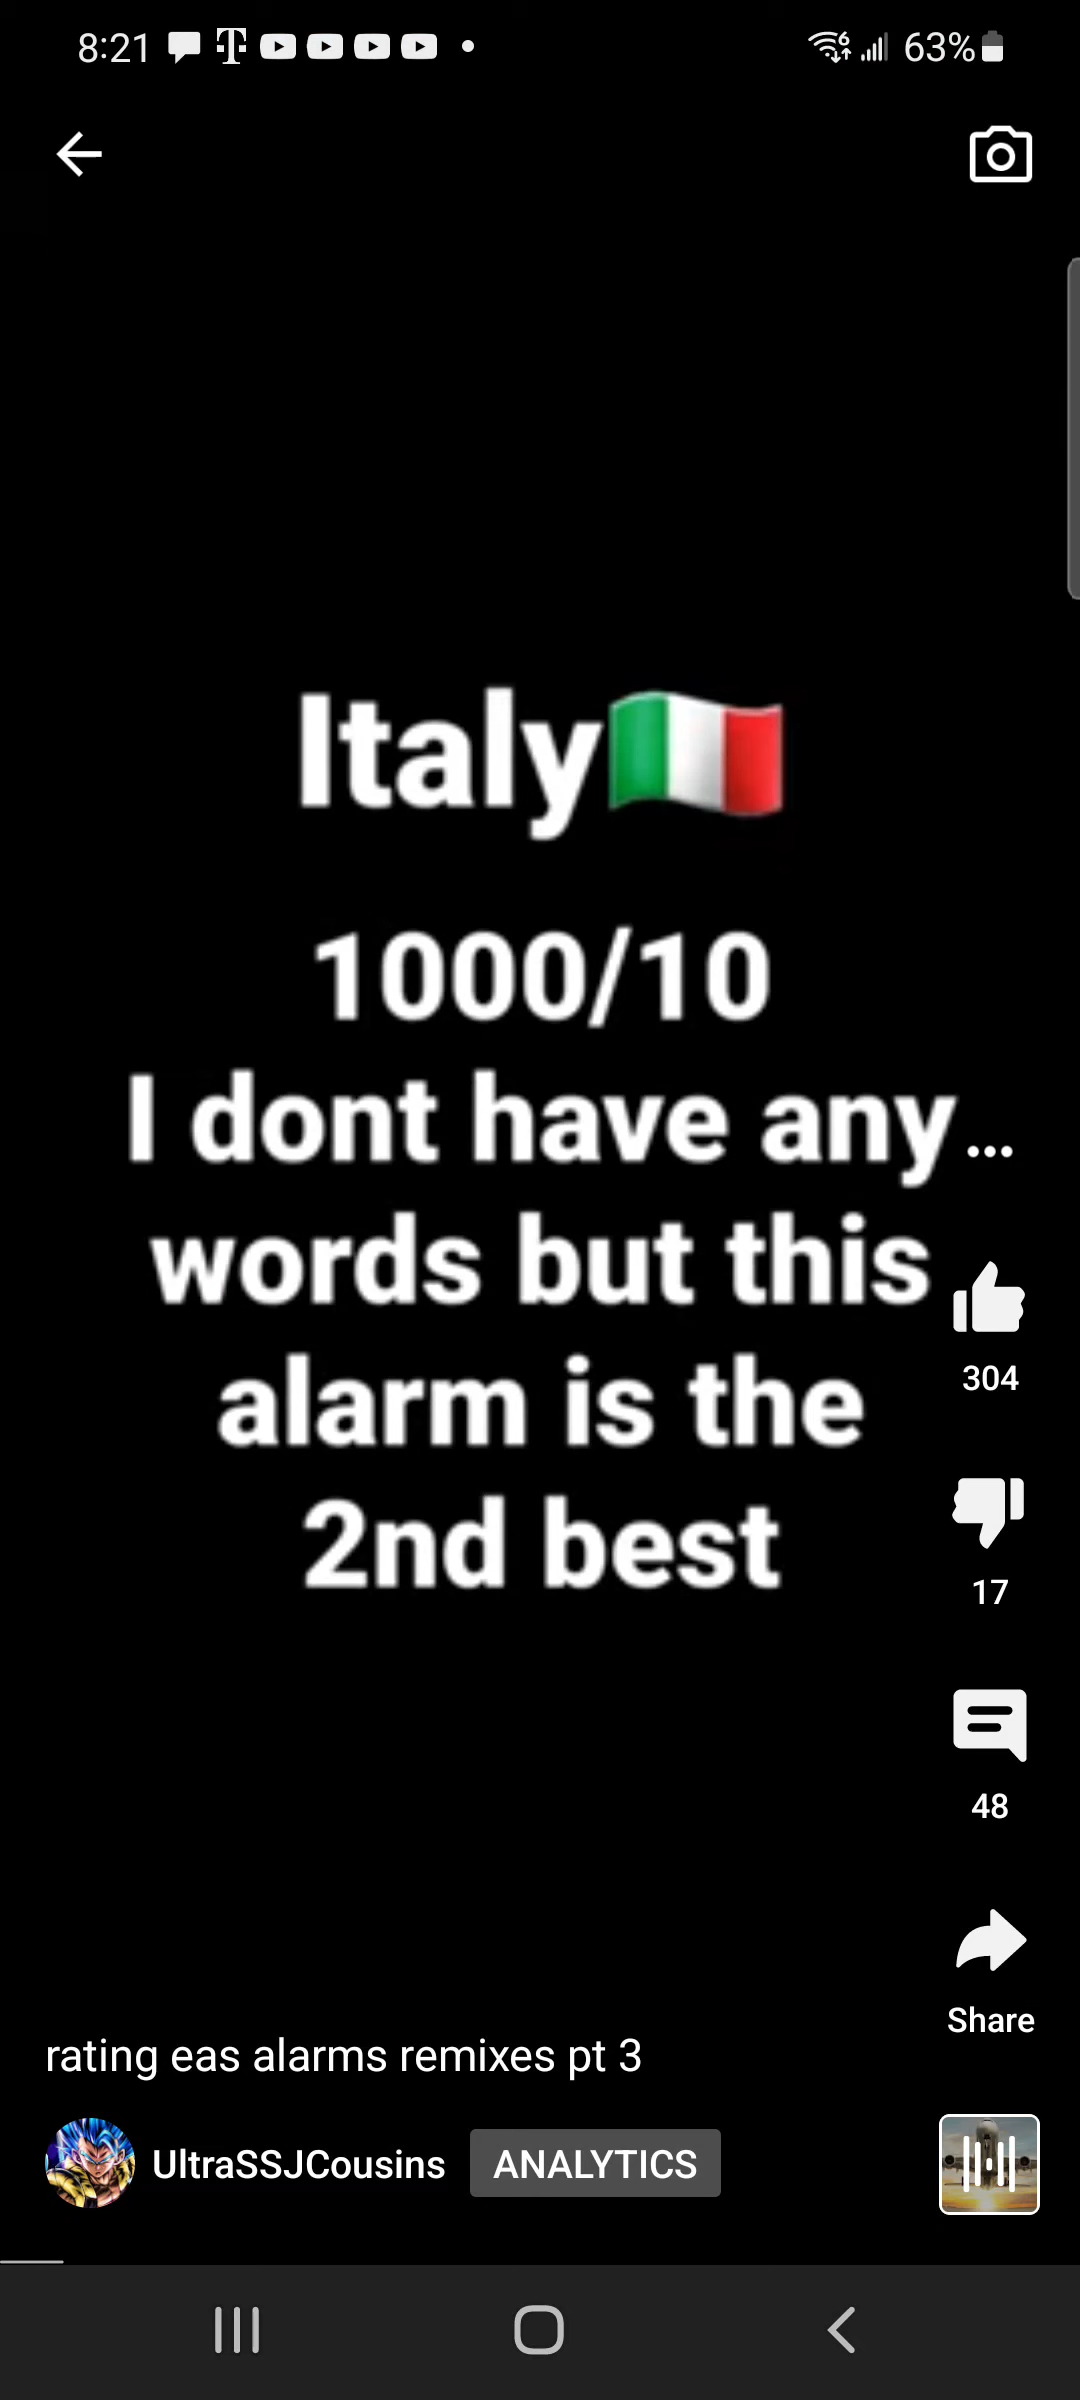 8:21 63%
Italy🇮🇹
1000/10
I dont have any
words but this
alarm is the
2nd best
304
17
48
Share
rating eas alarms remixes pt 3
UltraSSJCousins ANALYTICS